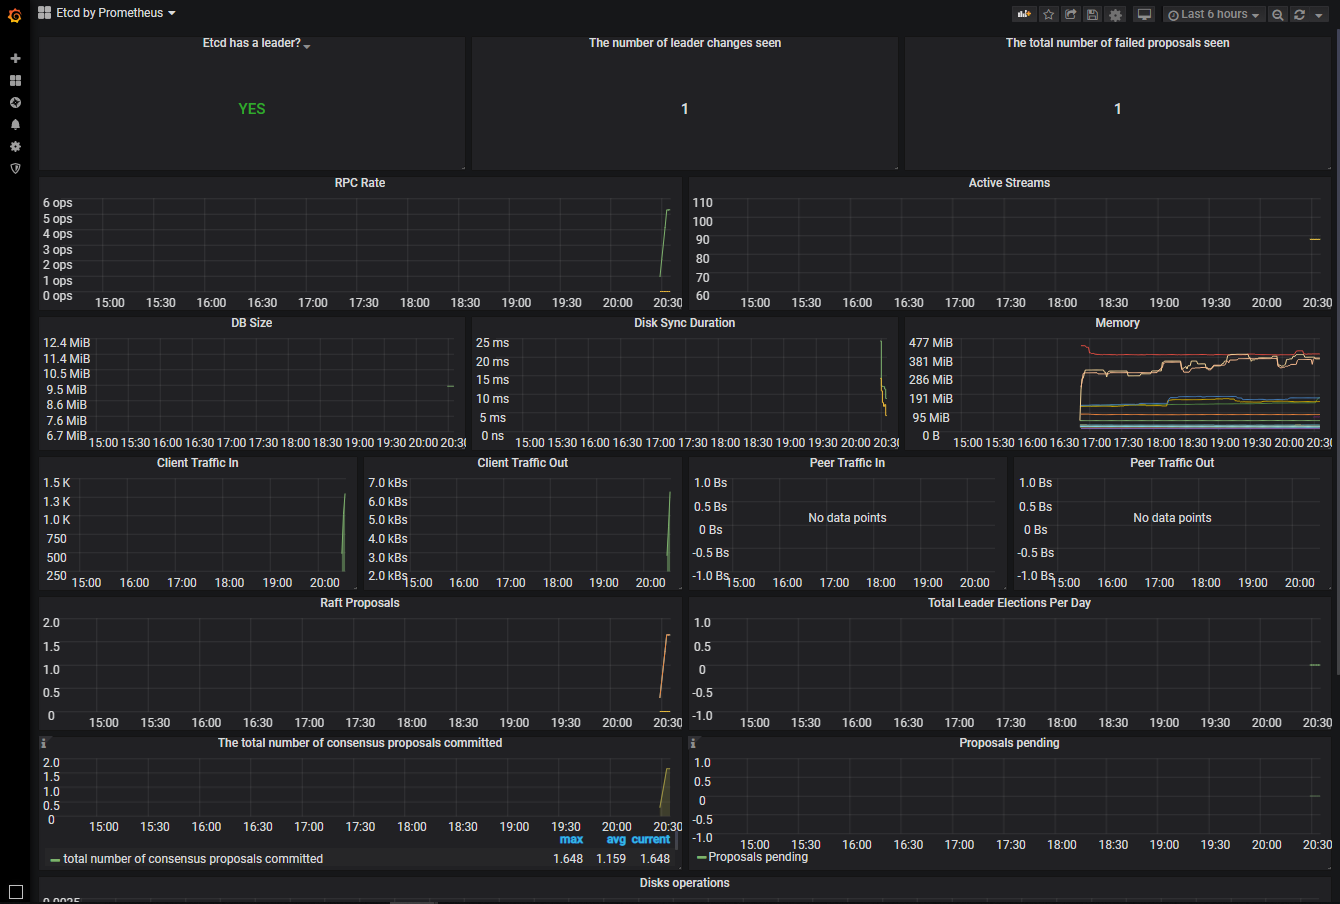 Etcd by Prometheus
Last 6 hours
Etcd has a leader?
YES
The number of leader changes seen
1
The total number of failed proposals seen
1
RPC Rate
6 ops
5 ops
4 ops
3 ops
2 ops
1 ops
0 ops
15:00 15:30 16:00 16:30 17:00 17:30 18:00 18:30 19:00 19:30 20:00 20:30
Active Streams
110
100
90
80
70
60
15:00 15:30 16:00 16:30 17:00 17:30 18:00 18:30 19:00 19:30 20:00 20:30
DB Size
12.4 MiB
11.4 MiB
10.5 MiB
9.5 MiB
8.6 MiB
7.6 MiB
6.7 MiB
15:00 15:30 16:00 16:30 17:00 17:30 18:00 18:30 19:00 19:30 20:00 20:3
Disk Sync Duration
25 ms
20 ms
15 ms
10 ms
5 ms
0 ns
15:00 15:30 16:00 16:30 17:00 17:30 18:00 18:30 19:00 19:30 20:00 20:3
Memory
477 MiB
381 MiB
286 MiB
191 MiB
95 MiB
0 B
15:00 15:30 16:00 16:30 17:00 17:30 18:00 18:30 19:00 19:30 20:00 20:3
Client Traffic In
1.5 K
1.3 K
1.0 K
750
500
250
15:00 16:00 17:00 18:00 19:00 20:00
Client Traffic Out
7.0 kBs
6.0 kBs
5.0 kBs
4.0 kBs
3.0 kBs
2.0 kBs
15:00 16:00 17:00 18:00 19:00 20:00
Peer Traffic In
1.0 Bs
0.5 Bs
0 Bs
-0.5 Bs
-1.0 Bs
No data points
15:00 16:00 17:00 18:00 19:00 20:00
Peer Traffic Out
1.0 Bs
0.5 Bs
0 Bs
-0.5 Bs
-1.0 Bs
No data points
15:00 16:00 17:00 18:00 19:00 20:00
Raft Proposals
2.0
1.5
1.0
0.5
0
15:00 15:30 16:00 16:30 17:00 17:30 18:00 18:30 19:00 19:30 20:00 20:30
Total Leader Elections Per Day
1.0
0.5
0
-0.5
-1.0
15:00 15:30 16:00 16:30 17:00 17:30 18:00 18:30 19:00 19:30 20:00 20:30
The total number of consensus proposals committed
2.0
1.5
1.0
0.5
0
15:00 15:30 16:00 16:30 17:00 17:30 18:00 18:30 19:00 19:30 20:00 20:30
max avg current
total number of consensus proposals committed 1.648 1.159 1.648
Proposals pending
1.0
0.5
0
-0.5
-1.0
15:00 15:30 16:00 16:30 17:00 17:30 18:00 18:30 19:00 19:30 20:00 20:30
Proposals pending
Disks operations